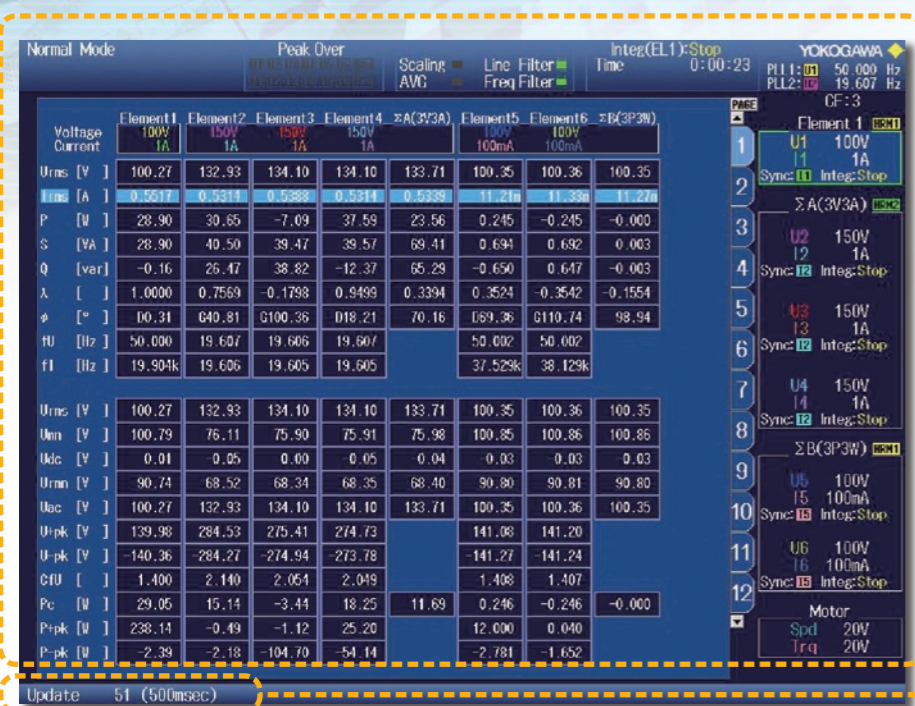 Normal Mode Peak Over Scaling Line Filter Integ(EL1):Stop YOKOGAWA
AVG Freq Filter Time 0:00:23 PLL1:U1 50.000 Hz
PLL2: 19.607 Hz
CF:3
PAGE
Element1 Element2 Element3 Element4 ΣA(3V3A) Element5 Element6 ΣB(3P3W)
Voltage 100V 150V 150V 150V 100V 100V
Current 1A 1A 1A 1A 100mA 100mA
Urms [V ] 100.27 132.93 134.10 134.10 133.71 100.35 100.36 100.35
Irms [A ] 0.5517 0.5314 0.5388 0.5314 0.5339 11.21m 11.33m 11.27m
P [W ] 28.90 30.65 -7.09 37.59 23.56 0.245 -0.245 -0.000
S [VA ] 28.90 40.50 39.47 39.57 69.41 0.694 0.692 0.003
Q [var] -0.16 26.47 38.82 -12.37 65.29 -0.650 0.647 -0.003
λ [ ] 1.0000 0.7569 -0.1798 0.9499 0.3394 0.3524 -0.3542 -0.1554
φ [° ] D0.31 G40.81 G100.36 D18.21 70.16 D69.36 G110.74 98.94
fU [Hz ] 50.000 19.607 19.606 19.607 50.002 50.002
fI [Hz ] 19.904k 19.606 19.605 19.605 37.529k 38.129k
Urms [V ] 100.27 132.93 134.10 134.10 133.71 100.35 100.36 100.35
Umn [V ] 100.79 76.11 75.90 75.91 75.98 100.85 100.86 100.86
Udc [V ] 0.01 -0.05 0.00 -0.05 -0.04 -0.03 -0.03 -0.03
Urmn [V ] 90.74 68.52 68.34 68.35 68.40 90.80 90.81 90.80
Uac [V ] 100.27 132.93 134.10 134.10 133.71 100.35 100.36 100.35
U+pk [V ] 139.98 284.53 275.41 274.73 141.08 141.20
U-pk [V ] -140.36 -284.27 -274.94 -273.78 -141.27 -141.24
CfU [ ] 1.400 2.140 2.054 2.049 1.408 1.407
Pc [W ] 29.05 15.14 -3.44 18.25 11.69 0.246 -0.246 -0.000
P+pk [W ] 238.14 -0.49 -1.12 25.20 12.000 0.040
P-pk [W ] -2.39 -2.18 -104.70 -54.14 -2.781 -1.652
1
2
3
4
5
6
7
8
9
10
11
12
Element 1 HRM1
U1 100V
I1 1A
Sync:I1 Integ:Stop
ΣA(3V3A) HRM2
U2 150V
I2 1A
Sync:I2 Integ:Stop
U3 150V
I3 1A
Sync:I2 Integ:Stop
U4 150V
I4 1A
Sync:I2 Integ:Stop
ΣB(3P3W) HRM1
U5 100V
I5 100mA
Sync:I5 Integ:Stop
U6 100V
I6 100mA
Sync:I5 Integ:Stop
Motor
Spd 20V
Trq 20V
Update 51 (500msec)